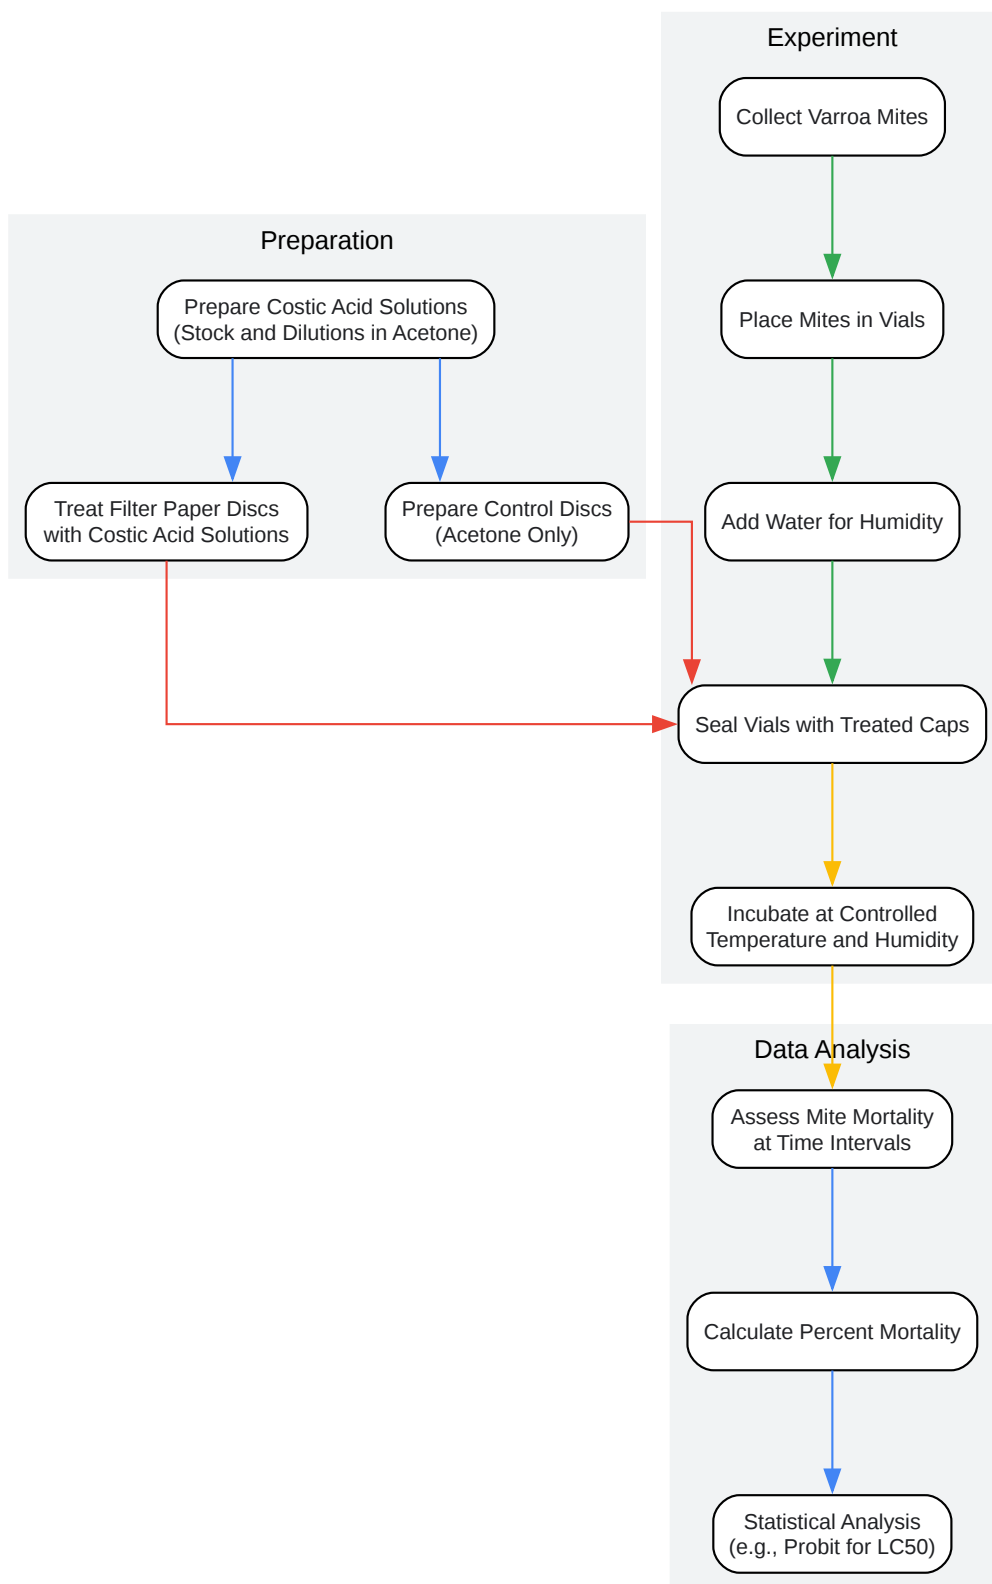 Experiment
Collect Varroa Mites
Preparation
Prepare Costic Acid Solutions
(Stock and Dilutions in Acetone)
Place Mites in Vials
Treat Filter Paper Discs
with Costic Acid Solutions
Prepare Control Discs
(Acetone Only)
Add Water for Humidity
Seal Vials with Treated Caps
Incubate at Controlled
Temperature and Humidity
Data Analysis
Assess Mite Mortality
at Time Intervals
Calculate Percent Mortality
Statistical Analysis
(e.g., Probit for LC50)